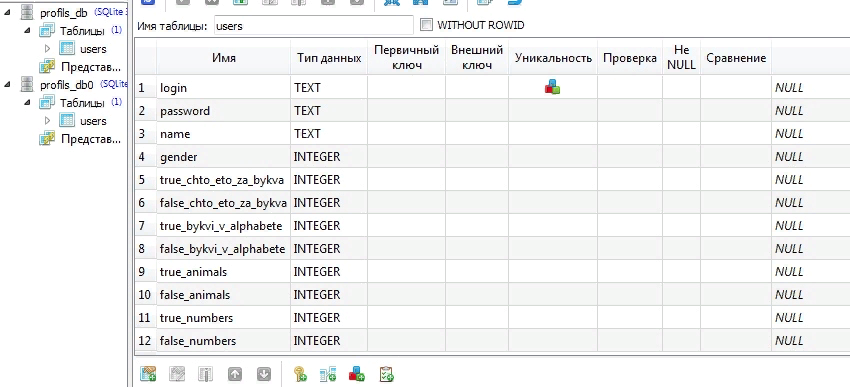 profils_db (SQLite 3
Таблицы (1)
users
Представ...
profils_db0 (SQLit
Таблицы (1)
users
Представ...
Имя таблицы: users WITHOUT ROWID
Имя Тип данных Первичный ключ Внешний ключ Уникальность Проверка Не NULL Сравнение
1 login TEXT NULL
2 password TEXT NULL
3 name TEXT NULL
4 gender INTEGER NULL
5 true_chto_eto_za_bykva INTEGER NULL
6 false_chto_eto_za_bykva INTEGER NULL
7 true_bykvi_v_alphabete INTEGER NULL
8 false_bykvi_v_alphabete INTEGER NULL
9 true_animals INTEGER NULL
10 false_animals INTEGER NULL
11 true_numbers INTEGER NULL
12 false_numbers INTEGER NULL